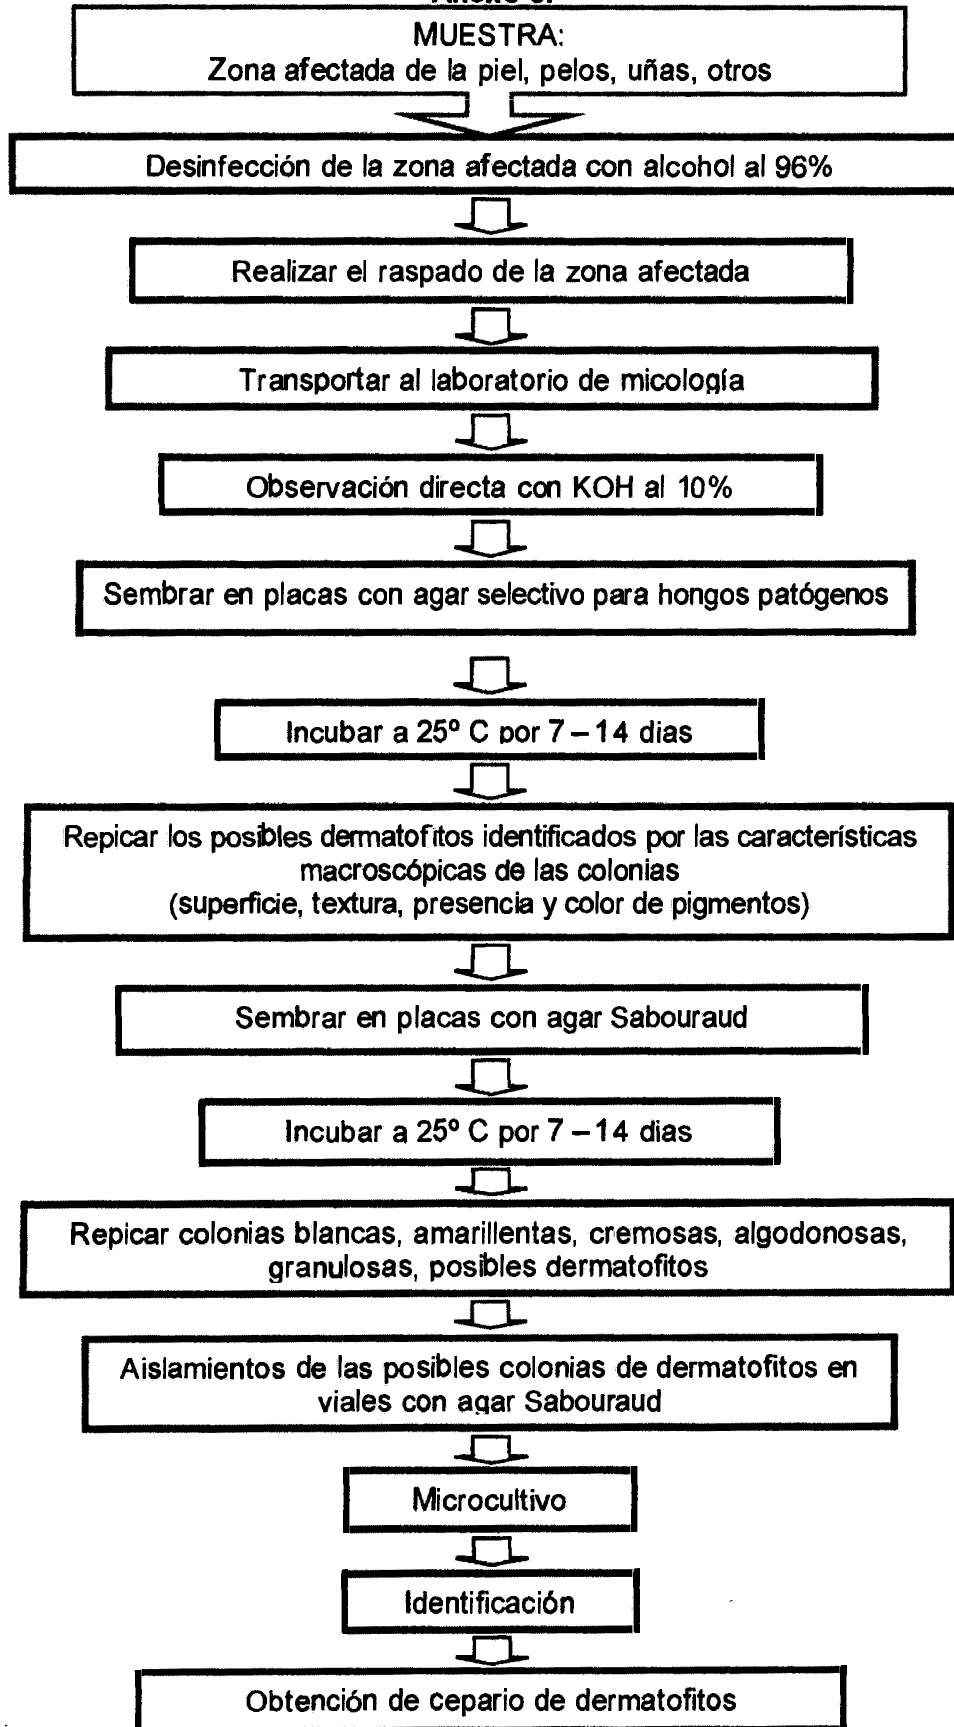 MUESTRA:
Zona afectada de la piel, pelos, uñas, otros
Desinfección de la zona afectada con alcohol al 96%
Realizar el raspado de la zona afectada
Transportar al laboratorio de micología
Observación directa con KOH al 10%
Sembrar en placas con agar selectivo para hongos patógenos
Incubar a 25º C por 7 – 14 dias
Repicar los posibles dermatofitos identificados por las características
macroscópicas de las colonias
(superficie, textura, presencia y color de pigmentos)
Sembrar en placas con agar Sabouraud
Incubar a 25º C por 7 – 14 dias
Repicar colonias blancas, amarillentas, cremosas, algodonosas,
granulosas, posibles dermatofitos
Aislamientos de las posibles colonias de dermatofitos en
viales con agar Sabouraud
Microcultivo
Identificación
Obtención de cepario de dermatofitos